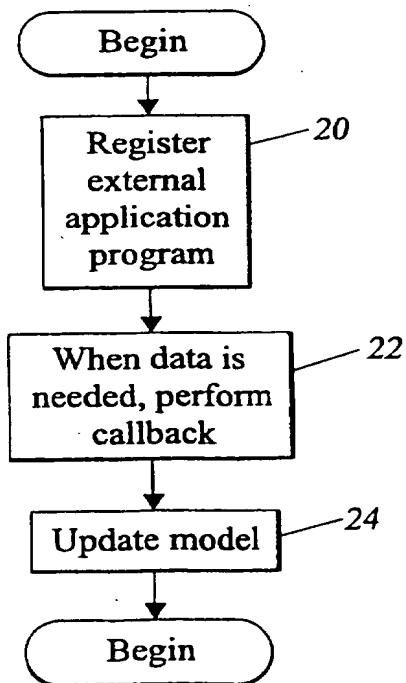 Begin
Register
external
application
program
20
When data is
needed, perform
callback
22
Update model
24
Begin